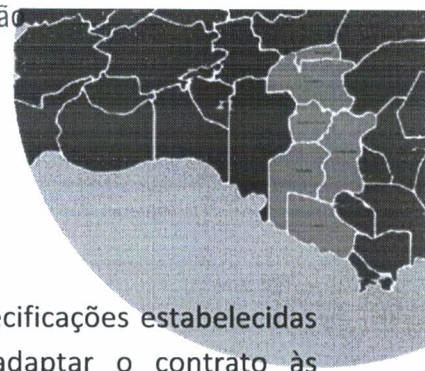 ão
ecificações estabelecidas
adaptar o contrato às